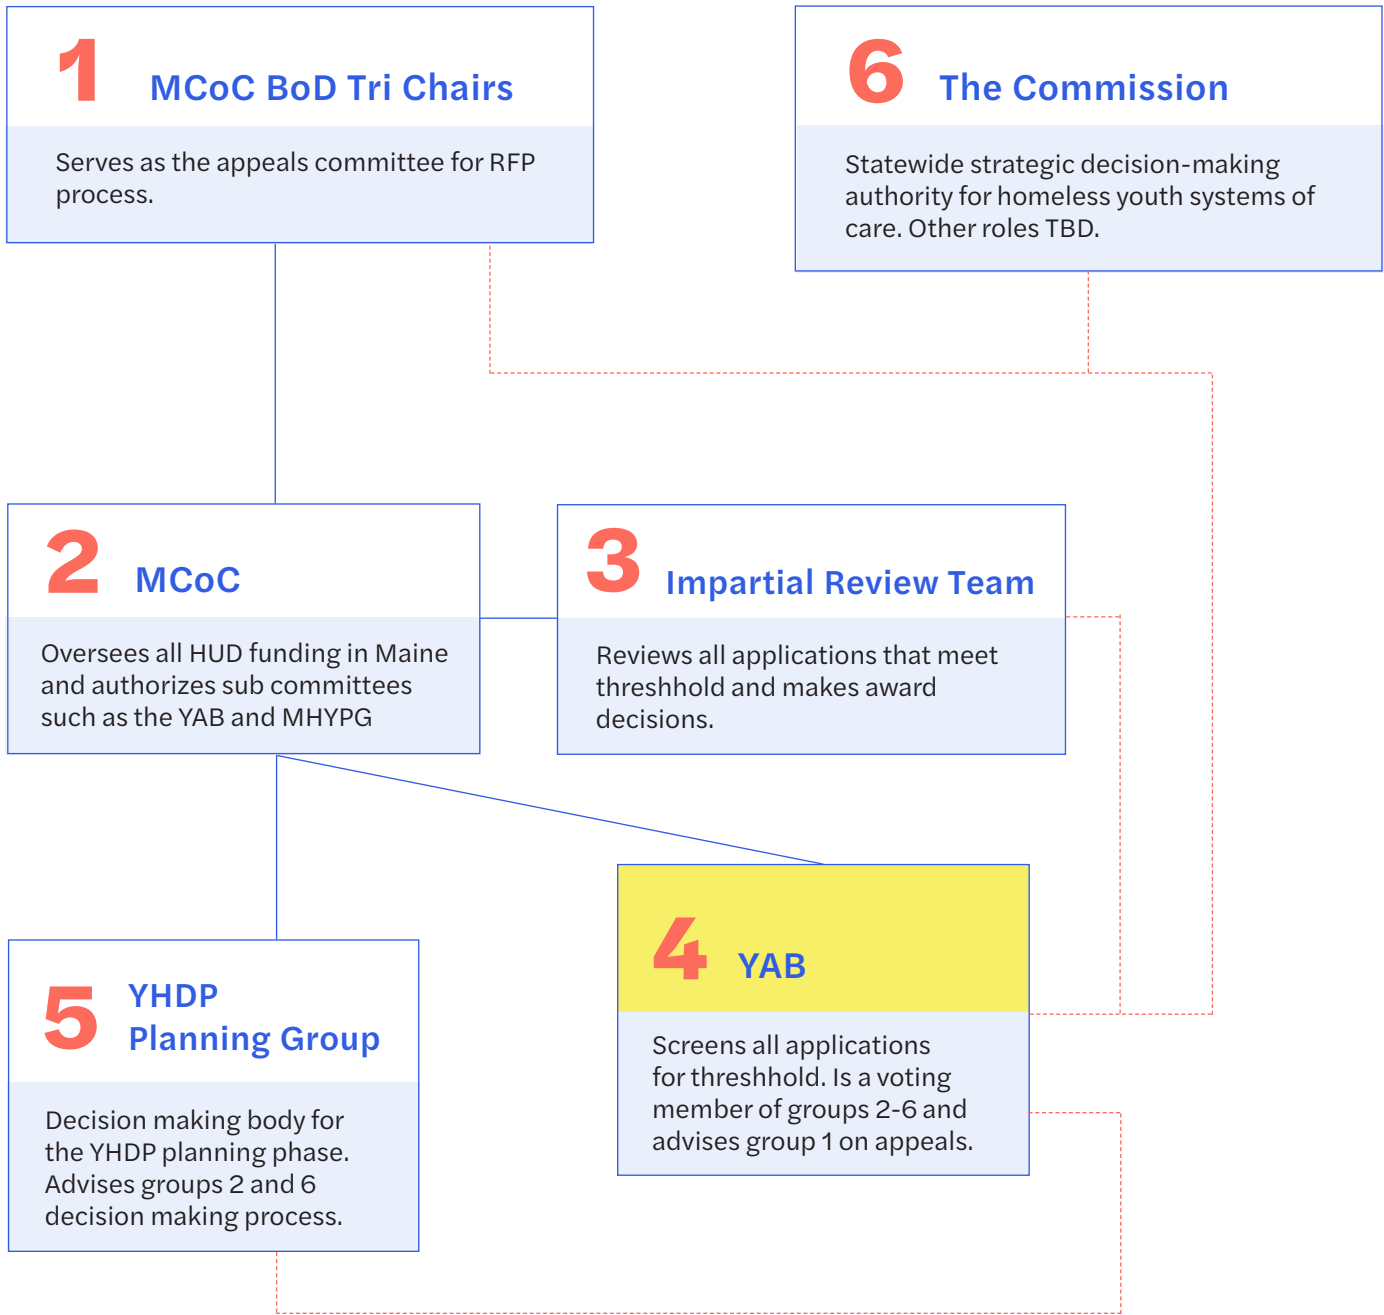 1
MCoC BoD Tri Chairs
Serves as the appeals committee for RFP
process.
6
The Commission
Statewide strategic decision-making
authority for homeless youth systems of
care. Other roles TBD.
2
MCoC
Oversees all HUD funding in Maine
and authorizes sub committees
such as the YAB and MHYPG
3
Impartial Review Team
Reviews all applications that meet
threshhold and makes award
decisions.
4
YAB
Screens all applications
for threshhold. Is a voting
member of groups 2-6 and
advises group 1 on appeals.
5
YHDP
Planning Group
Decision making body for
the YHDP planning phase.
Advises groups 2 and 6
decision making process.